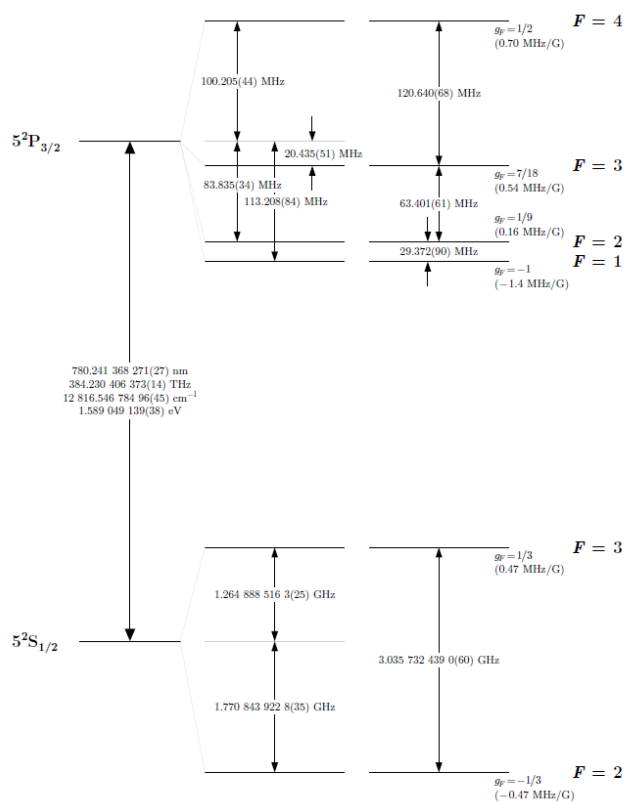 g_F = 1/2
(0.70 MHz/G)
F = 4
100.205(44) MHz
120.640(68) MHz
5²P₃/₂
20.435(51) MHz
g_F = 7/18
(0.54 MHz/G)
F = 3
83.835(34) MHz
113.208(84) MHz
63.401(61) MHz
g_F = 1/9
(0.16 MHz/G)
F = 2
29.372(90) MHz
F = 1
g_F = −1
(−1.4 MHz/G)
780.241 368 271(27) nm
384.230 406 373(14) THz
12 816.546 784 96(45) cm⁻¹
1.589 049 139(38) eV
F = 3
g_F = 1/3
(0.47 MHz/G)
1.264 888 516 3(25) GHz
5²S₁/₂
3.035 732 439 0(60) GHz
1.770 843 922 8(35) GHz
F = 2
g_F = −1/3
(−0.47 MHz/G)